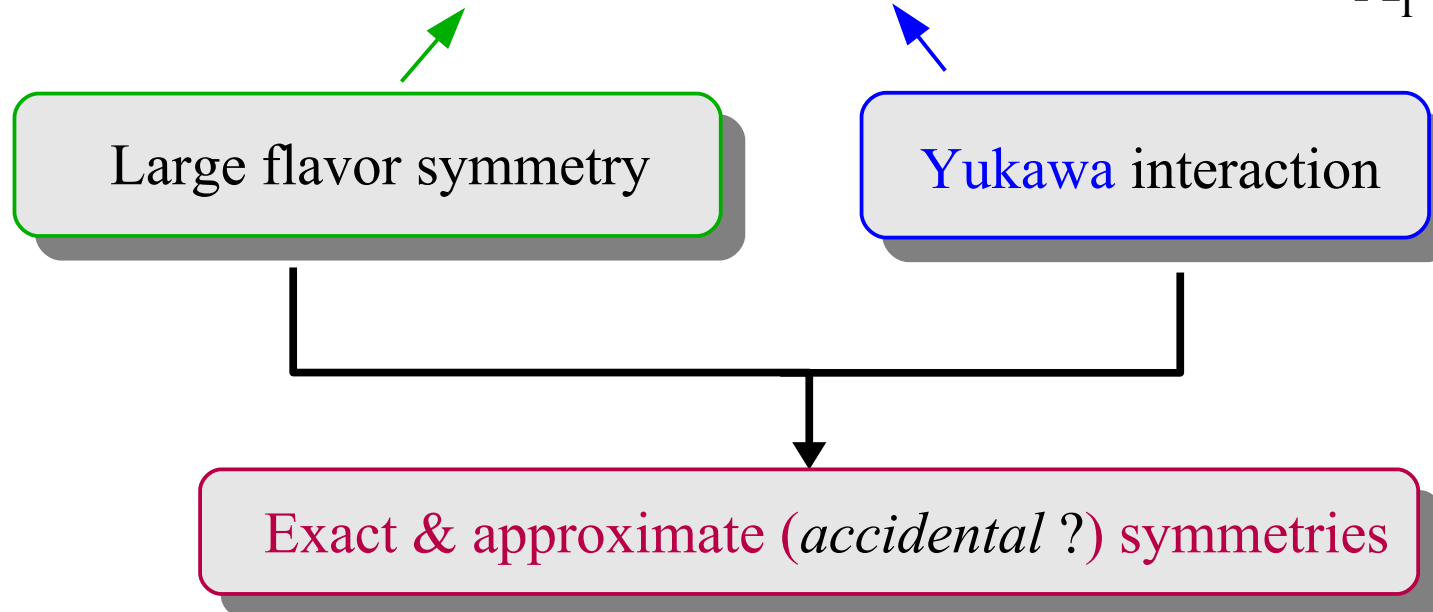 Large flavor symmetry
Yukawa interaction
Exact & approximate (accidental ?) symmetries